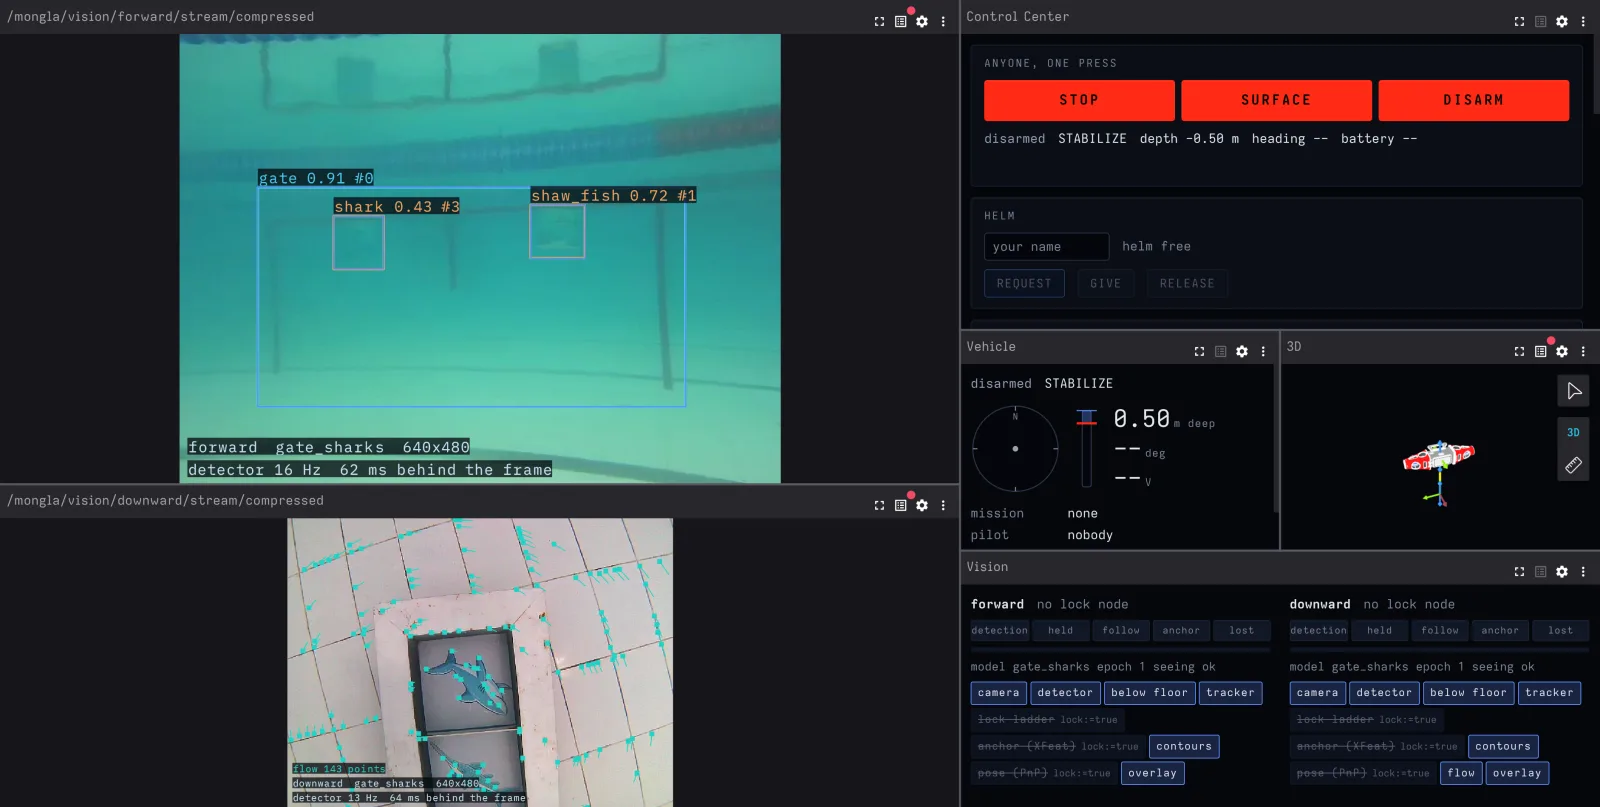 /mongla/vision/forward/stream/compressed
gate 0.91 #0
shark 0.43 #3
shaw_fish 0.72 #1
forward gate_sharks 640x480
detector 16 Hz 62 ms behind the frame
/mongla/vision/downward/stream/compressed
flow 143 points
downward gate_sharks 640x480
detector 13 Hz 64 ms behind the frame
Control Center
ANYONE, ONE PRESS
STOP SURFACE DISARM
disarmed STABILIZE depth -0.50 m heading -- battery --
HELM
your name helm free
REQUEST GIVE RELEASE
Vehicle
disarmed STABILIZE
N
0.50 m deep
-- deg
-- V
mission none
pilot nobody
3D
3D
Vision
forward no lock node
detection held follow anchor lost
model gate_sharks epoch 1 seeing ok
camera detector below floor tracker
lock ladder lock:=true
anchor (XFeat) lock:=true contours
pose (PnP) lock:=true overlay
downward no lock node
detection held follow anchor lost
model gate_sharks epoch 1 seeing ok
camera detector below floor tracker
lock ladder lock:=true
anchor (XFeat) lock:=true contours
pose (PnP) lock:=true flow overlay